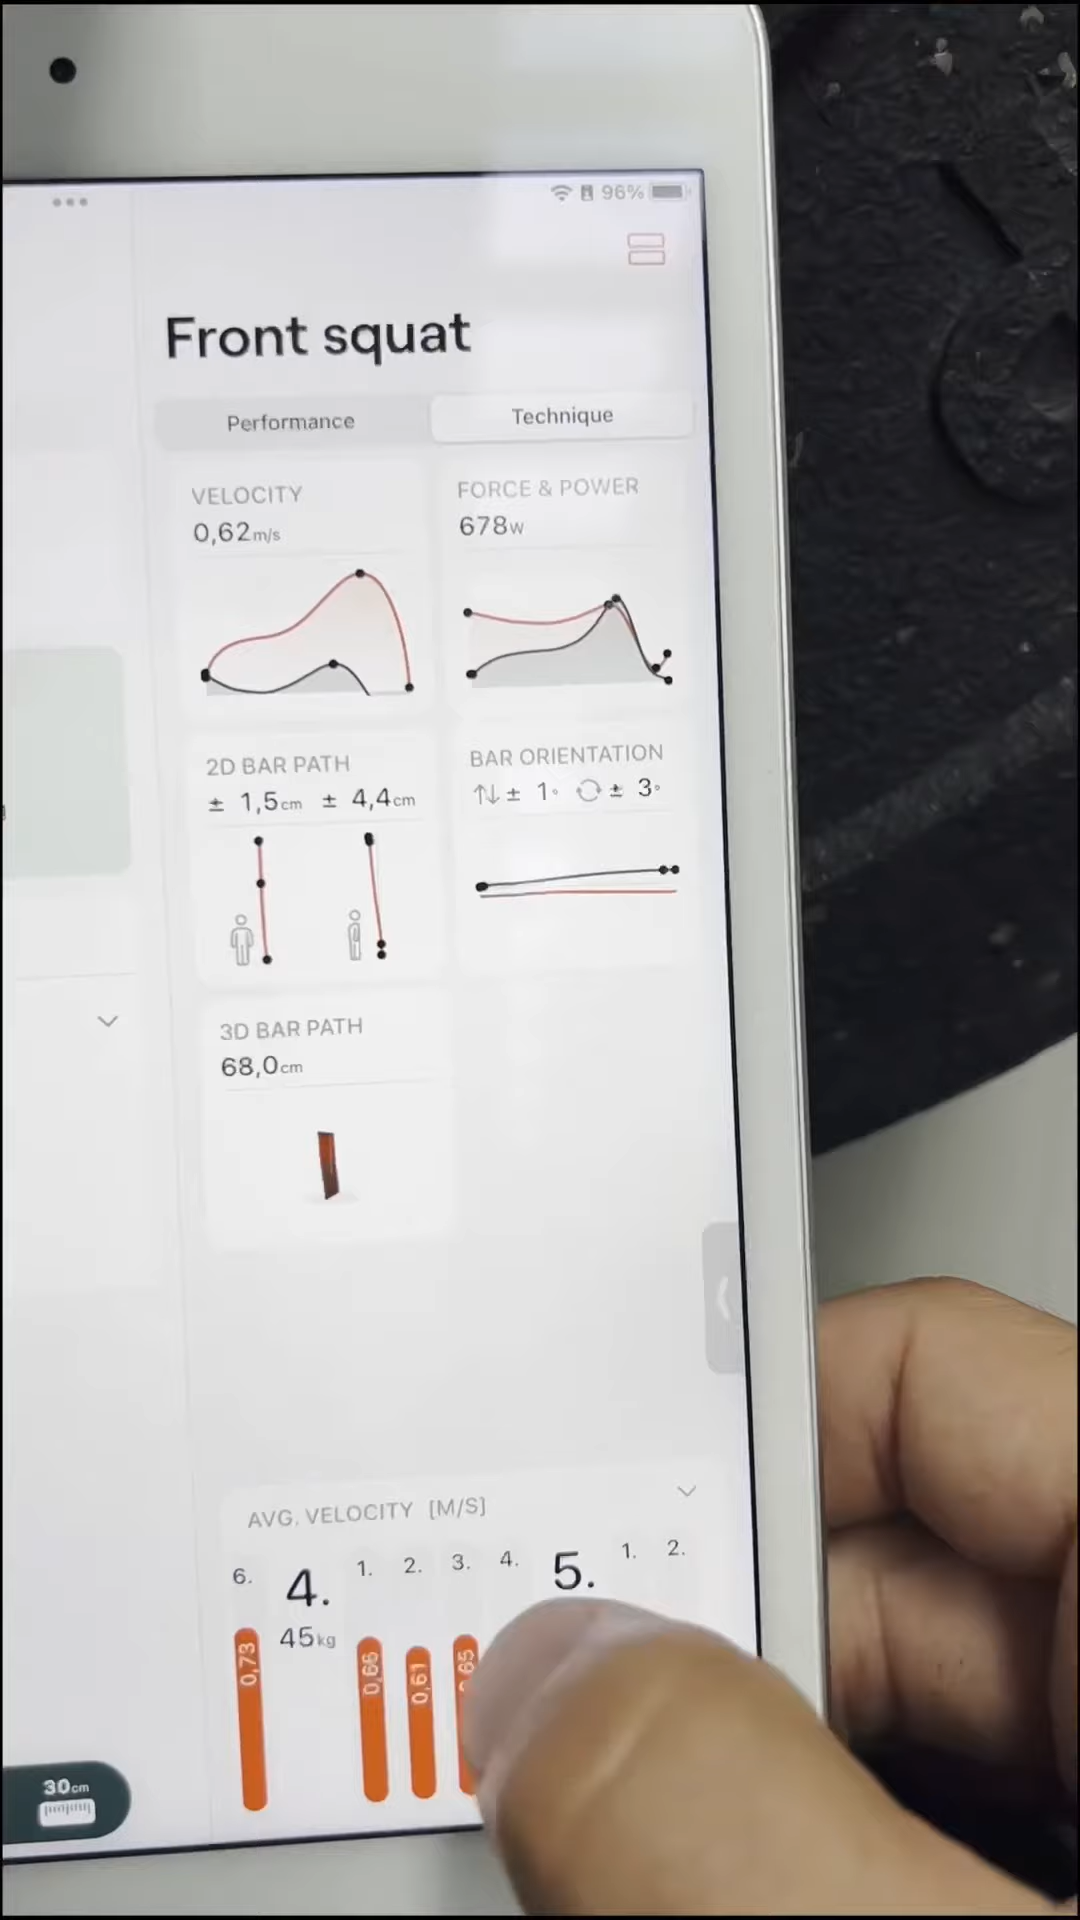 96%
Front squat
Performance Technique
VELOCITY
0,62m/s
FORCE & POWER
678w
2D BAR PATH
± 1,5cm ± 4,4cm
BAR ORIENTATION
± 1° ± 3°
3D BAR PATH
68,0cm
AVG. VELOCITY [M/S]
6. 4. 1. 2. 3. 4. 5. 1. 2.
45kg
0,73 0,66 0,61
30cm